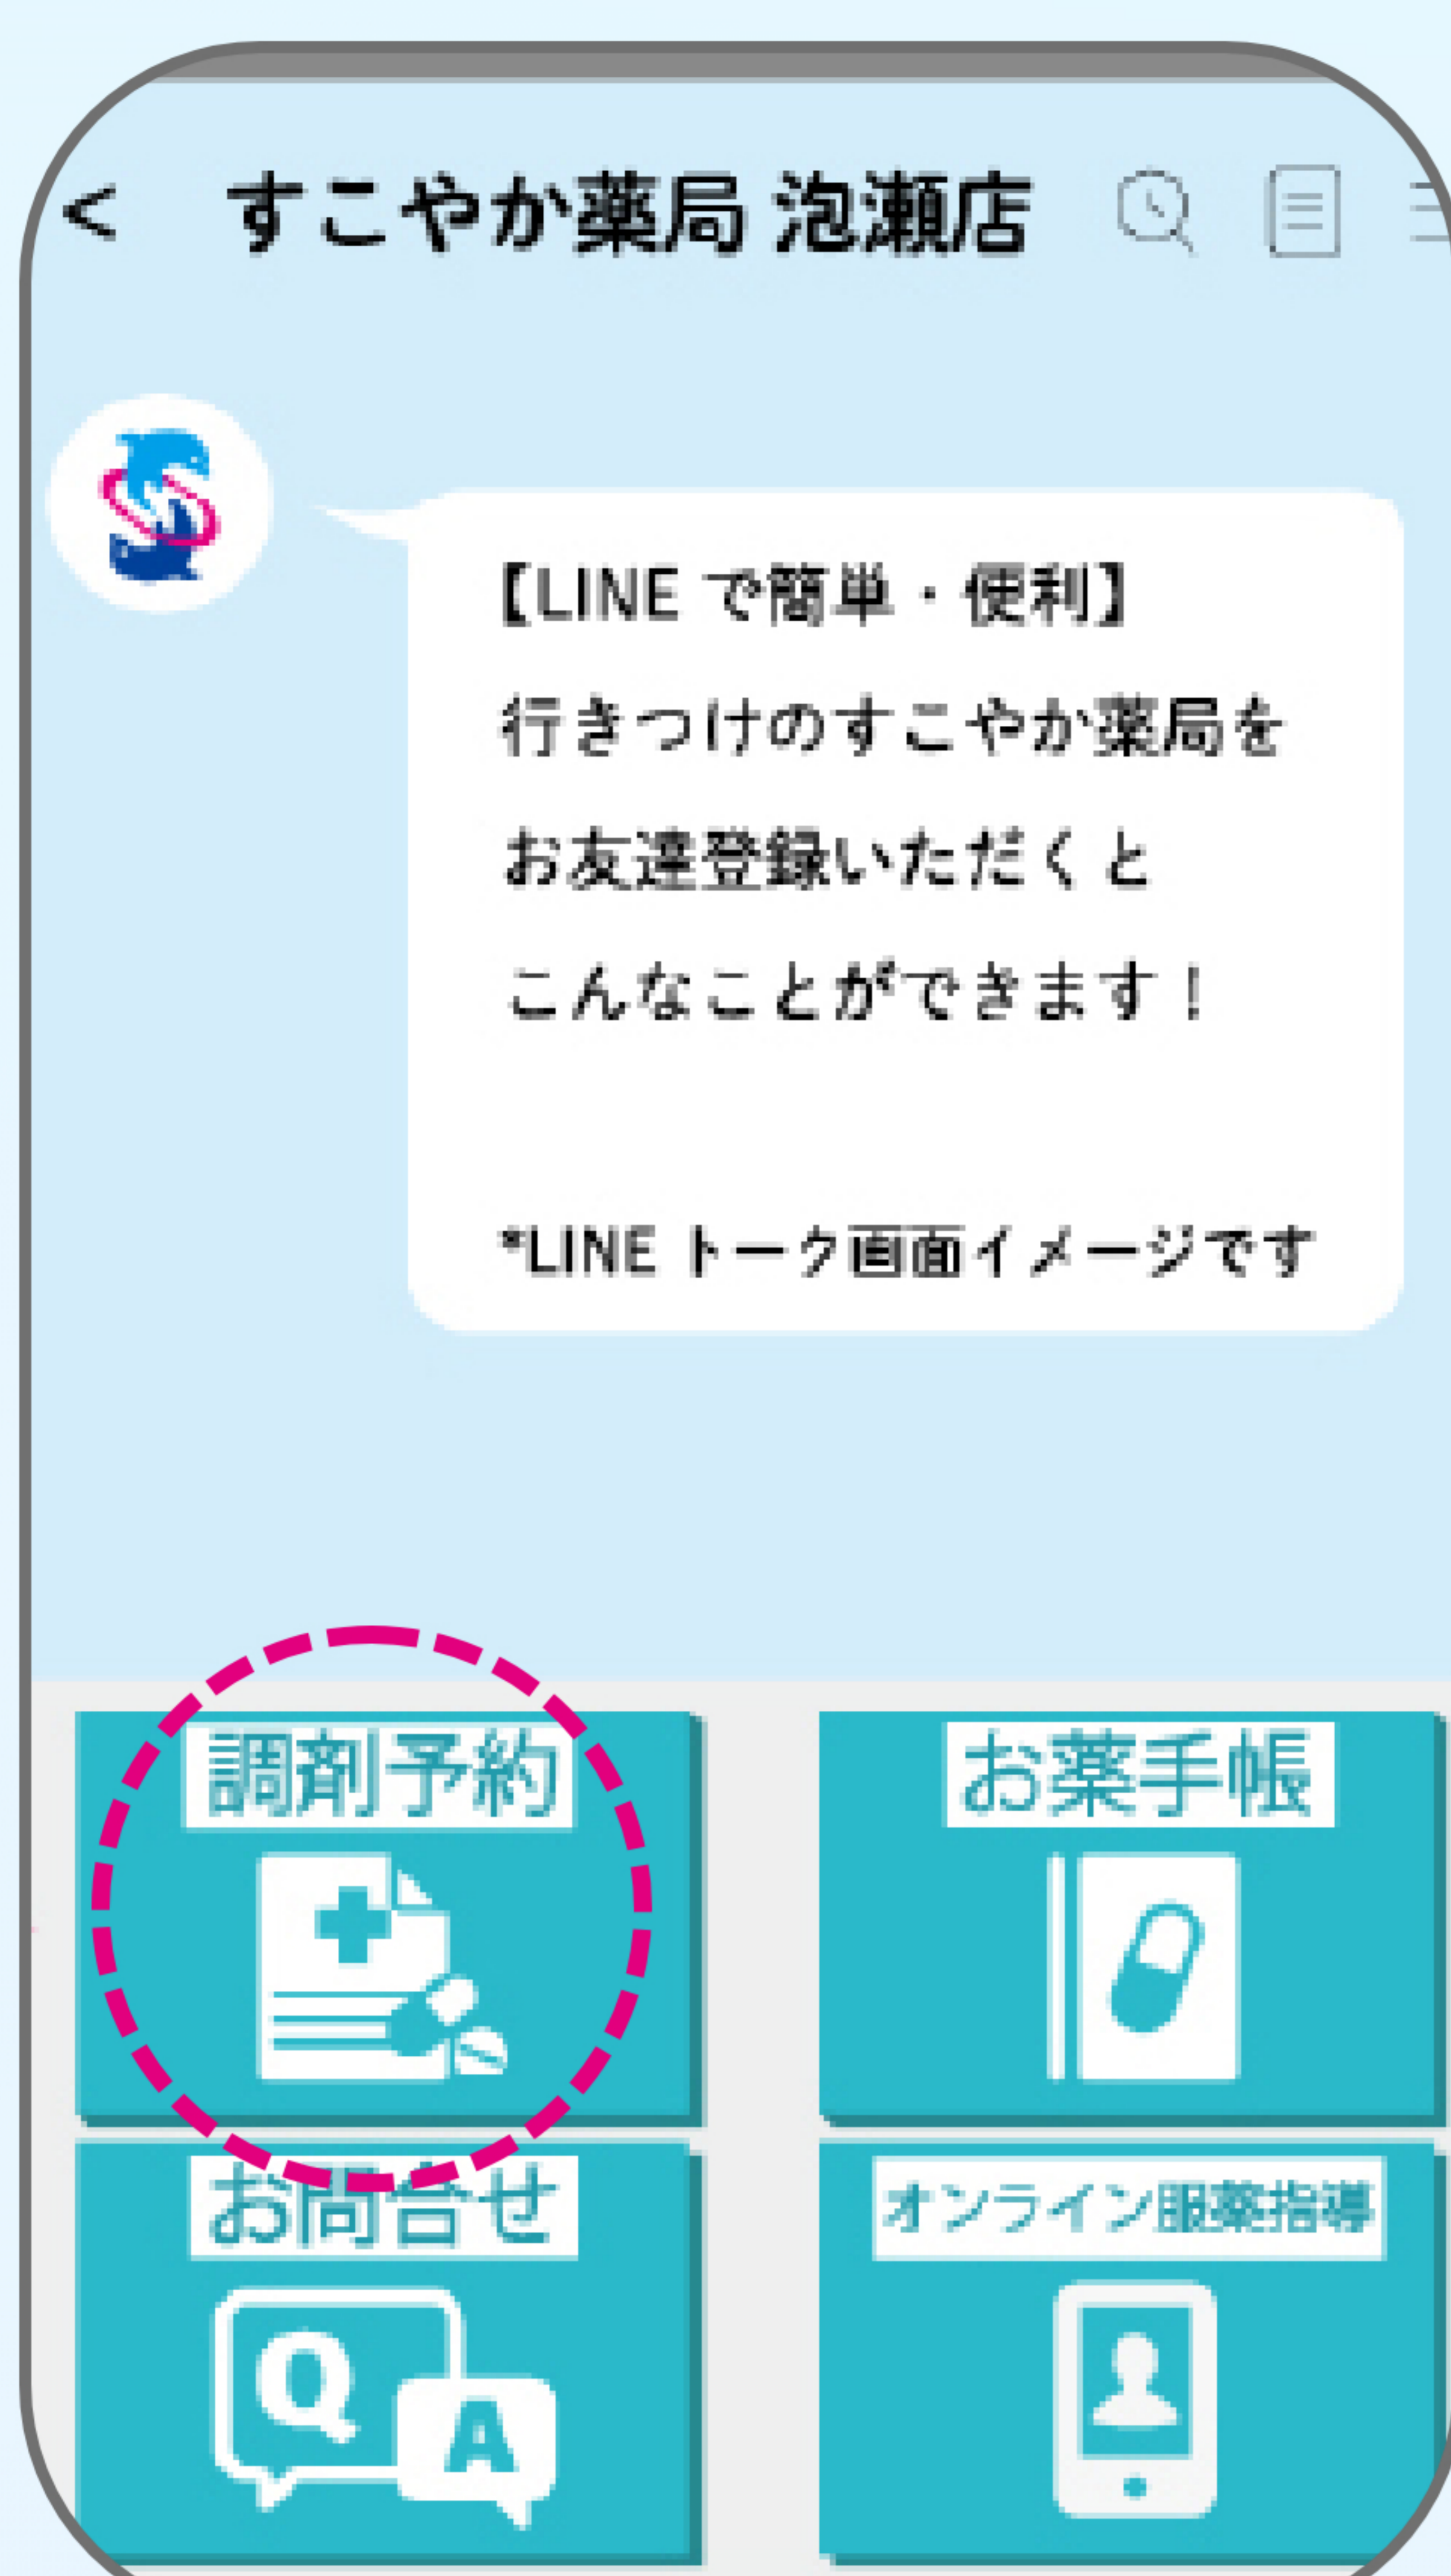 < すこやか薬局 泡瀬店
【LINE で簡単・便利】
行きつけのすこやか薬局を
お友達登録いただくと
こんなことができます！
*LINE トーク画面イメージです
調剤予約
お薬手帳
お問合せ
オンライン服薬指導
Q
A